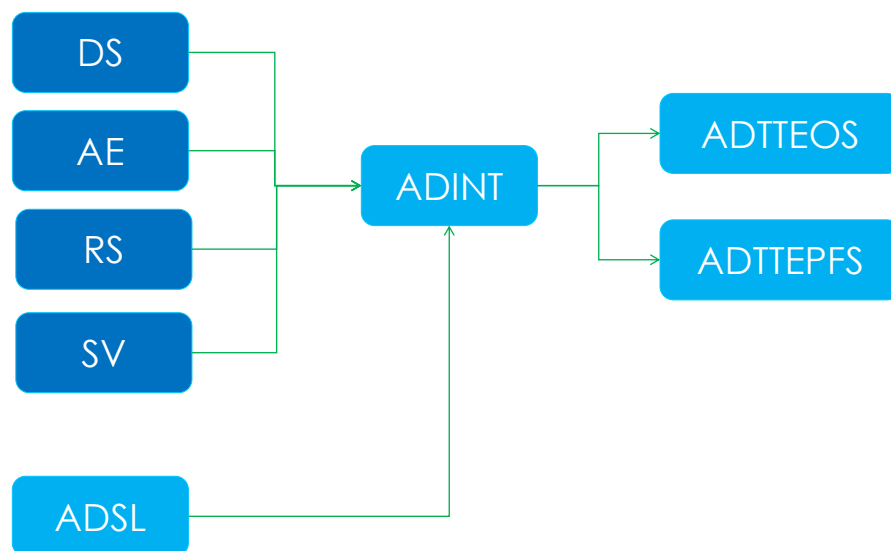 DS
AE
RS
SV
ADSL
ADINT
ADTTEOS
ADTTEPFS